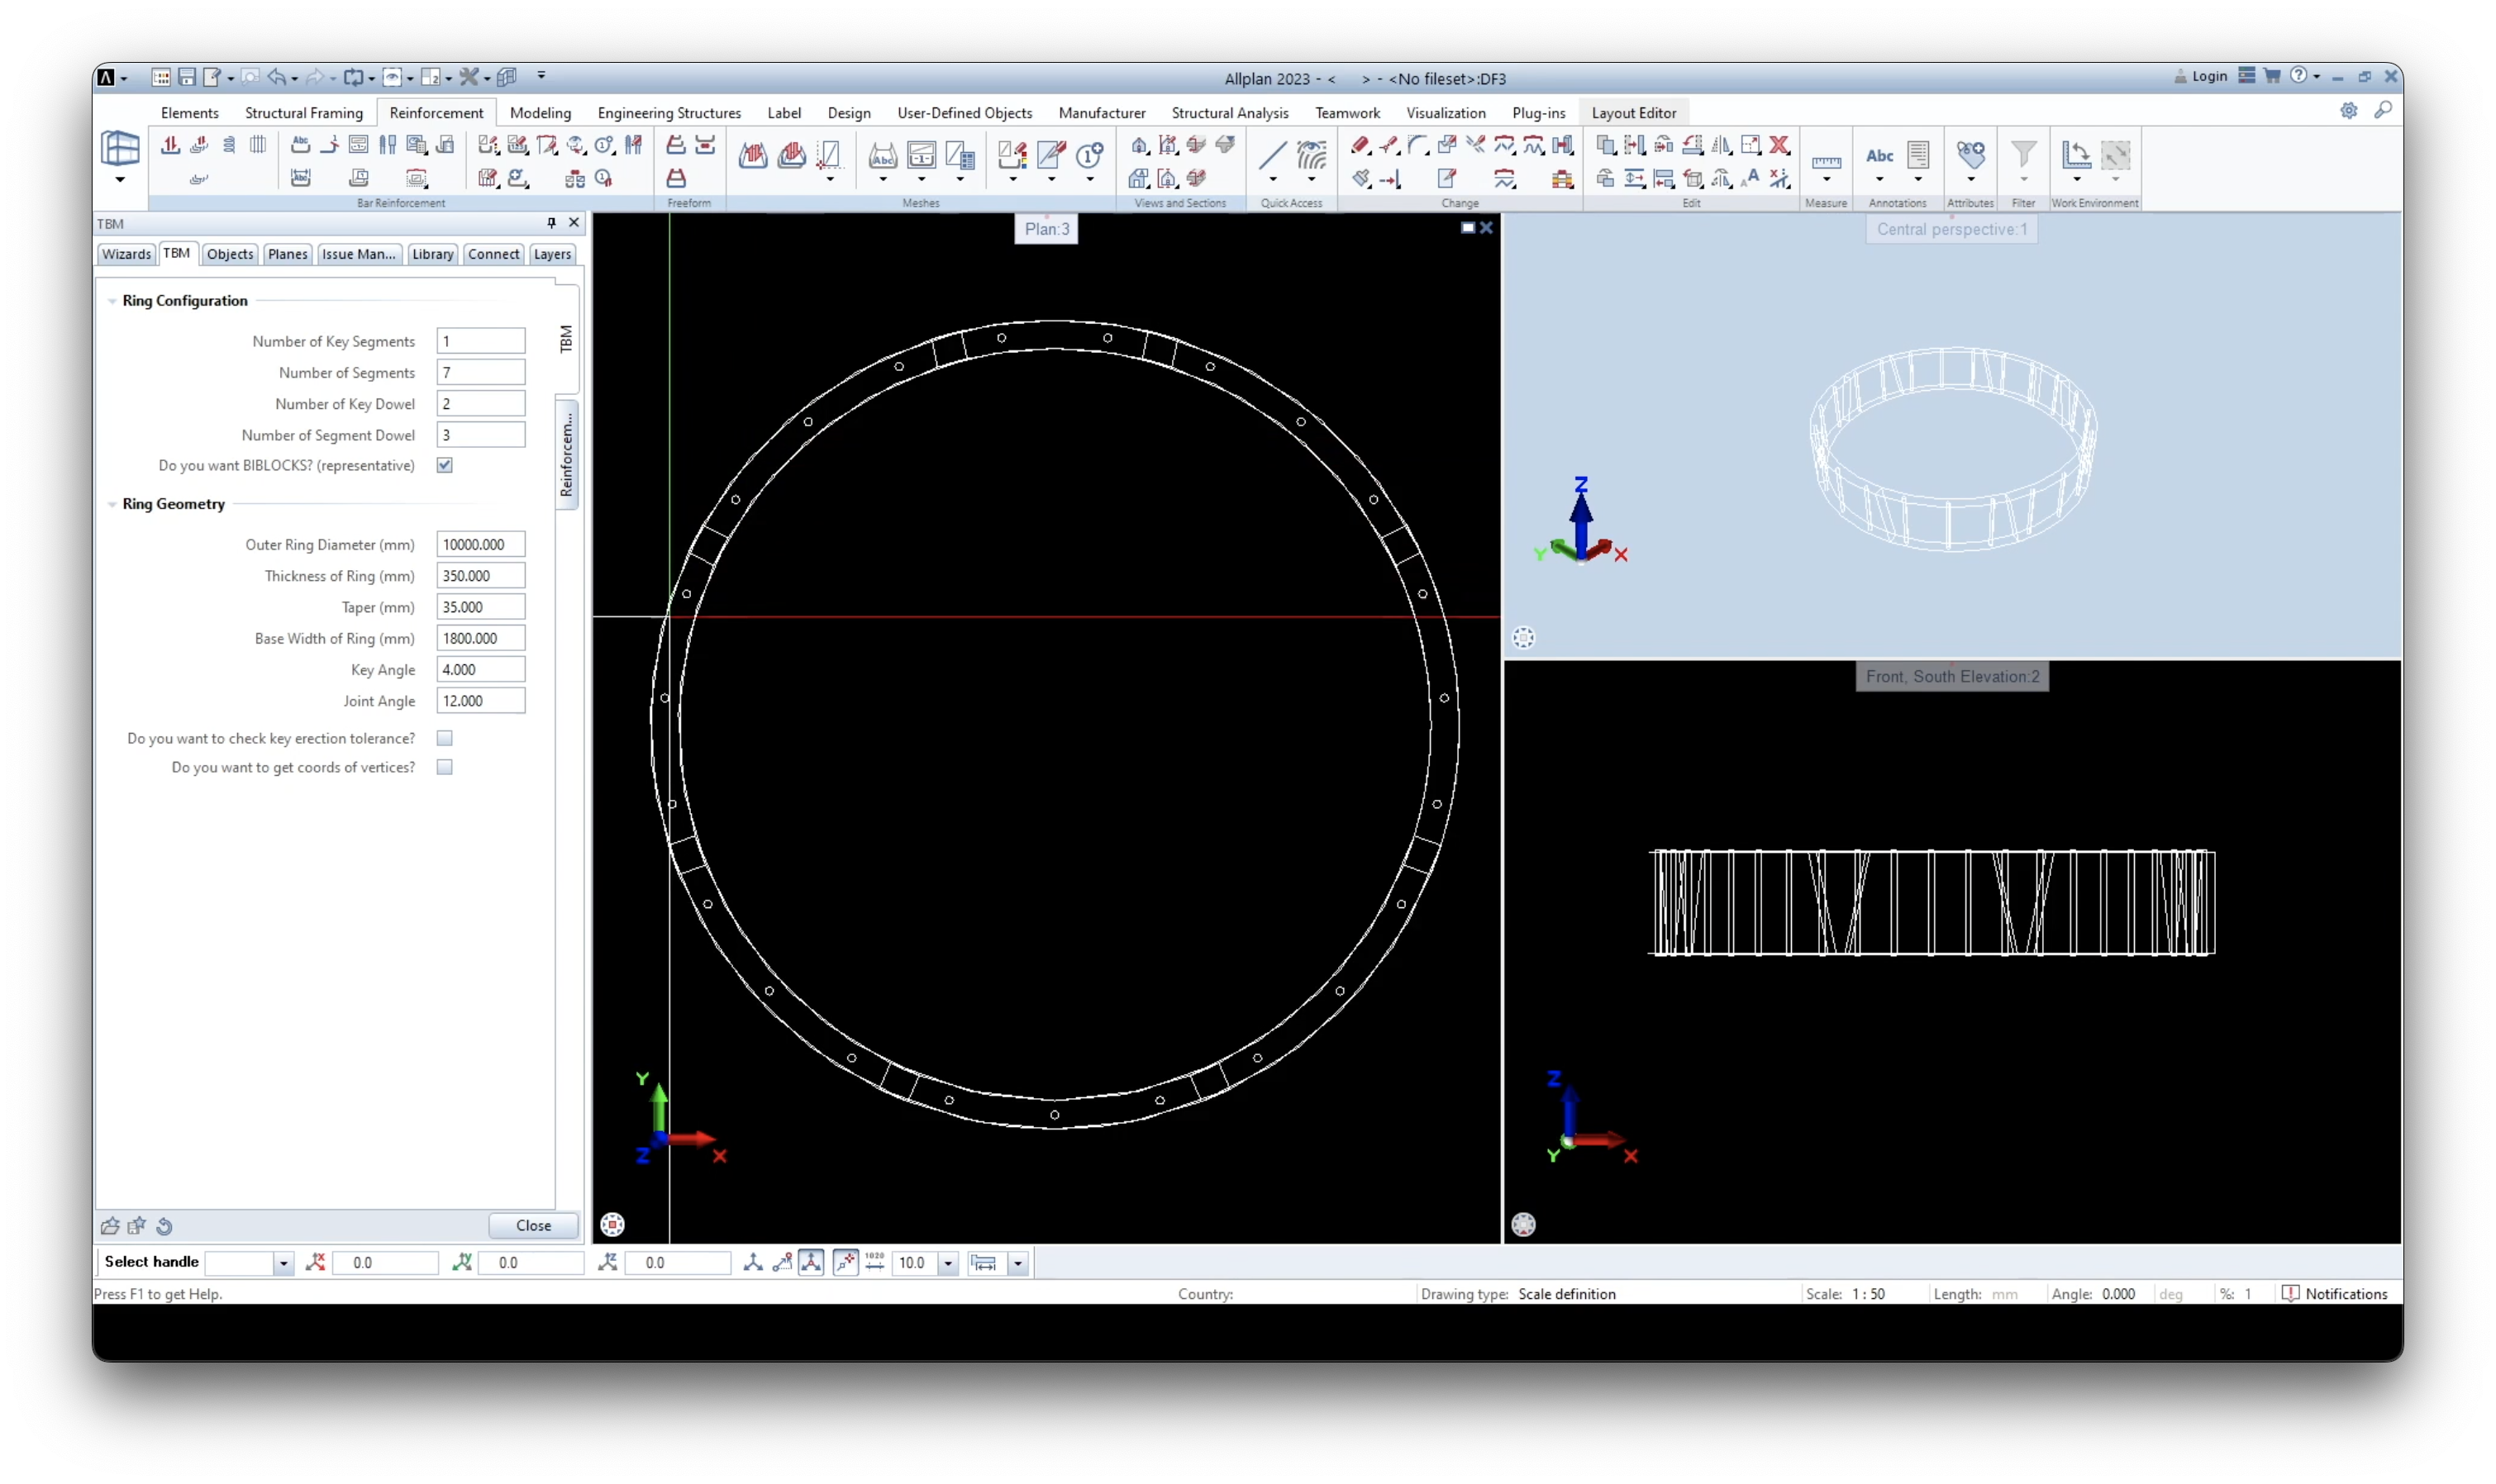 Allplan 2023 - < > - <No fileset>:DF3
Login
Elements Structural Framing Reinforcement Modeling Engineering Structures Label Design User-Defined Objects Manufacturer Structural Analysis Teamwork Visualization Plug-ins Layout Editor
Bar Reinforcement Freeform Meshes Views and Sections Quick Access Change Edit Measure Annotations Attributes Filter Work Environment
TBM
Wizards TBM Objects Planes Issue Man... Library Connect Layers
TBM
Reinforcem...
Ring Configuration
Number of Key Segments 1
Number of Segments 7
Number of Key Dowel 2
Number of Segment Dowel 3
Do you want BIBLOCKS? (representative)
Ring Geometry
Outer Ring Diameter (mm) 10000.000
Thickness of Ring (mm) 350.000
Taper (mm) 35.000
Base Width of Ring (mm) 1800.000
Key Angle 4.000
Joint Angle 12.000
Do you want to check key erection tolerance?
Do you want to get coords of vertices?
Close
Plan:3
Y
Z X
Central perspective:1
Z
Y X
Front, South Elevation:2
Z
Y X
Select handle 0.0 0.0 0.0 10.0
Press F1 to get Help. Country: Drawing type: Scale definition Scale: 1 : 50 Length: mm Angle: 0.000 deg %: 1 Notifications